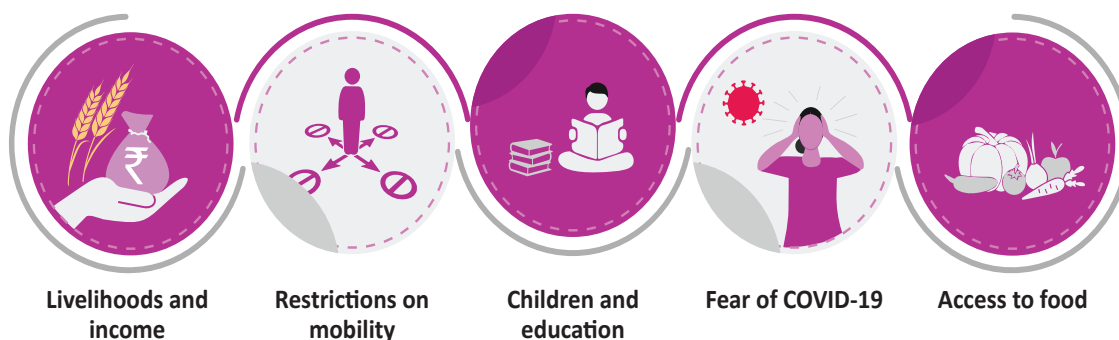 ₹
Livelihoods and
income
Restrictions on
mobility
Children and
education
Fear of COVID-19
Access to food